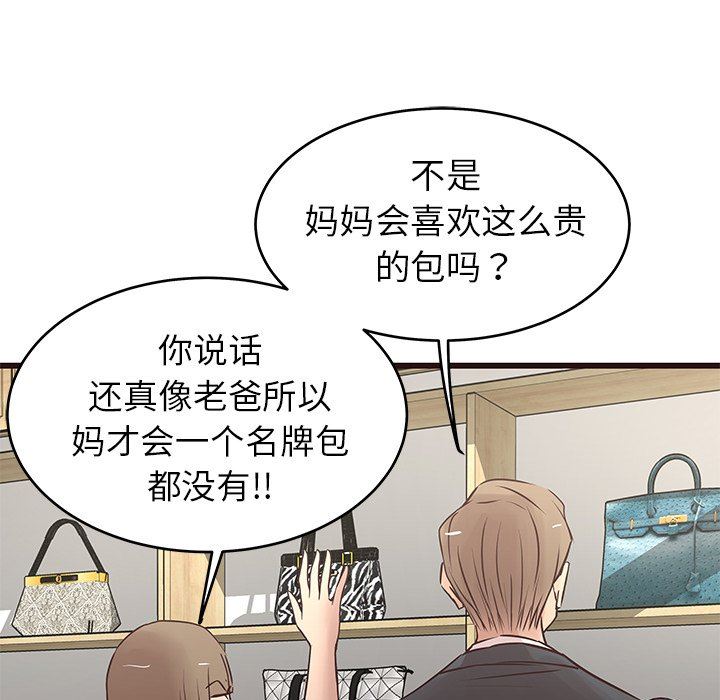 不是
妈妈会喜欢这么贵
的包吗？
你说话
还真像老爸所以
妈才会一个名牌包
都没有!!